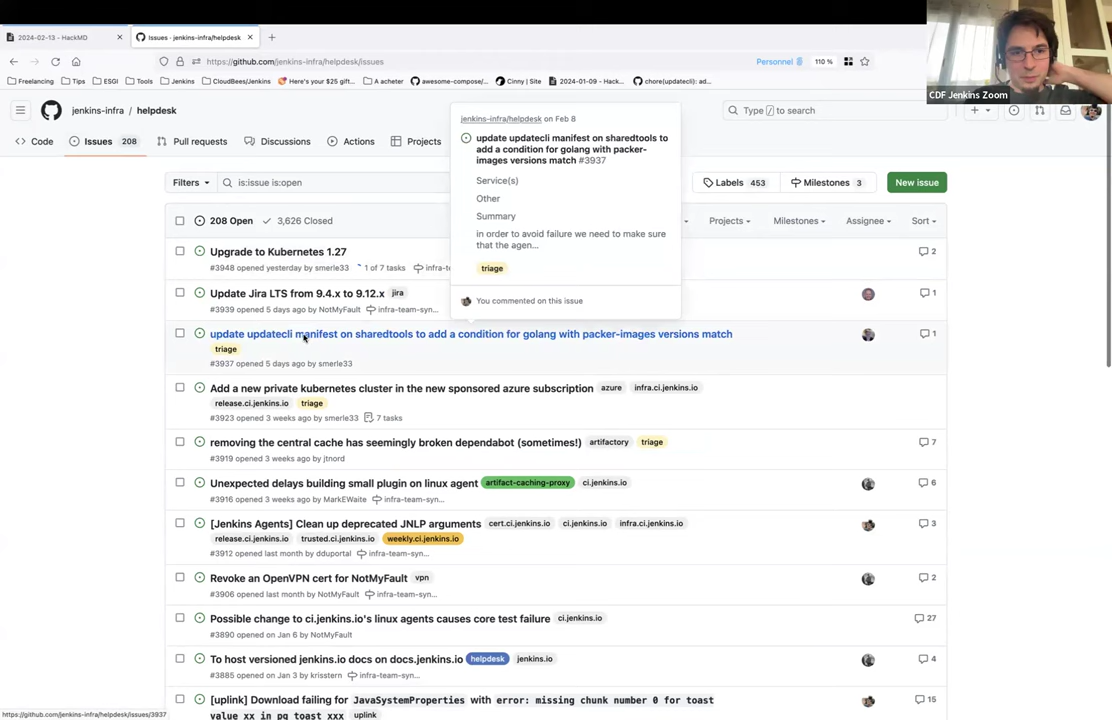 2024-02-13 - HackMD
Issues · jenkins-infra/helpdesk
https://github.com/jenkins-infra/helpdesk/issues
Personnel
110 %
Freelancing
Tips
ESGI
Tools
Jenkins
CloudBees/Jenkins
Here's your $25 gift...
A acheter
awesome-compose/...
Cinny | Site
2024-01-09 - Hack...
chore(updatecli): ad...
CDF Jenkins Zoom
jenkins-infra / helpdesk
Type / to search
Code
Issues 208
Pull requests
Discussions
Actions
Projects
jenkins-infra/helpdesk on Feb 8
update updatecli manifest on sharedtools to
add a condition for golang with packer-
images versions match #3937
Service(s)
Other
Summary
in order to avoid failure we need to make sure
that the agen...
triage
You commented on this issue
Filters
is:issue is:open
Labels 453
Milestones 3
New issue
208 Open
3,626 Closed
Projects
Milestones
Assignee
Sort
Upgrade to Kubernetes 1.27
2
#3948 opened yesterday by smerle33
1 of 7 tasks
infra-t
Update Jira LTS from 9.4.x to 9.12.x jira
1
#3939 opened 5 days ago by NotMyFault
infra-team-syn...
update updatecli manifest on sharedtools to add a condition for golang with packer-images versions match
1
triage
#3937 opened 5 days ago by smerle33
Add a new private kubernetes cluster in the new sponsored azure subscription azure infra.ci.jenkins.io
release.ci.jenkins.io triage
#3923 opened 3 weeks ago by smerle33
7 tasks
removing the central cache has seemingly broken dependabot (sometimes!) artifactory triage
7
#3919 opened 3 weeks ago by jtnord
Unexpected delays building small plugin on linux agent artifact-caching-proxy ci.jenkins.io
6
#3916 opened 3 weeks ago by MarkEWaite
infra-team-syn...
[Jenkins Agents] Clean up deprecated JNLP arguments cert.ci.jenkins.io ci.jenkins.io infra.ci.jenkins.io
3
release.ci.jenkins.io trusted.ci.jenkins.io weekly.ci.jenkins.io
#3912 opened last month by dduportal
infra-team-syn...
Revoke an OpenVPN cert for NotMyFault vpn
2
#3906 opened last month by NotMyFault
infra-team-syn...
Possible change to ci.jenkins.io's linux agents causes core test failure ci.jenkins.io
27
#3890 opened on Jan 6 by NotMyFault
To host versioned jenkins.io docs on docs.jenkins.io helpdesk jenkins.io
4
#3885 opened on Jan 3 by krisstern
infra-team-syn...
[uplink] Download failing for JavaSystemProperties with error: missing chunk number 0 for toast
15
value xx in pg_toast_xxx uplink
https://github.com/jenkins-infra/helpdesk/issues/3937